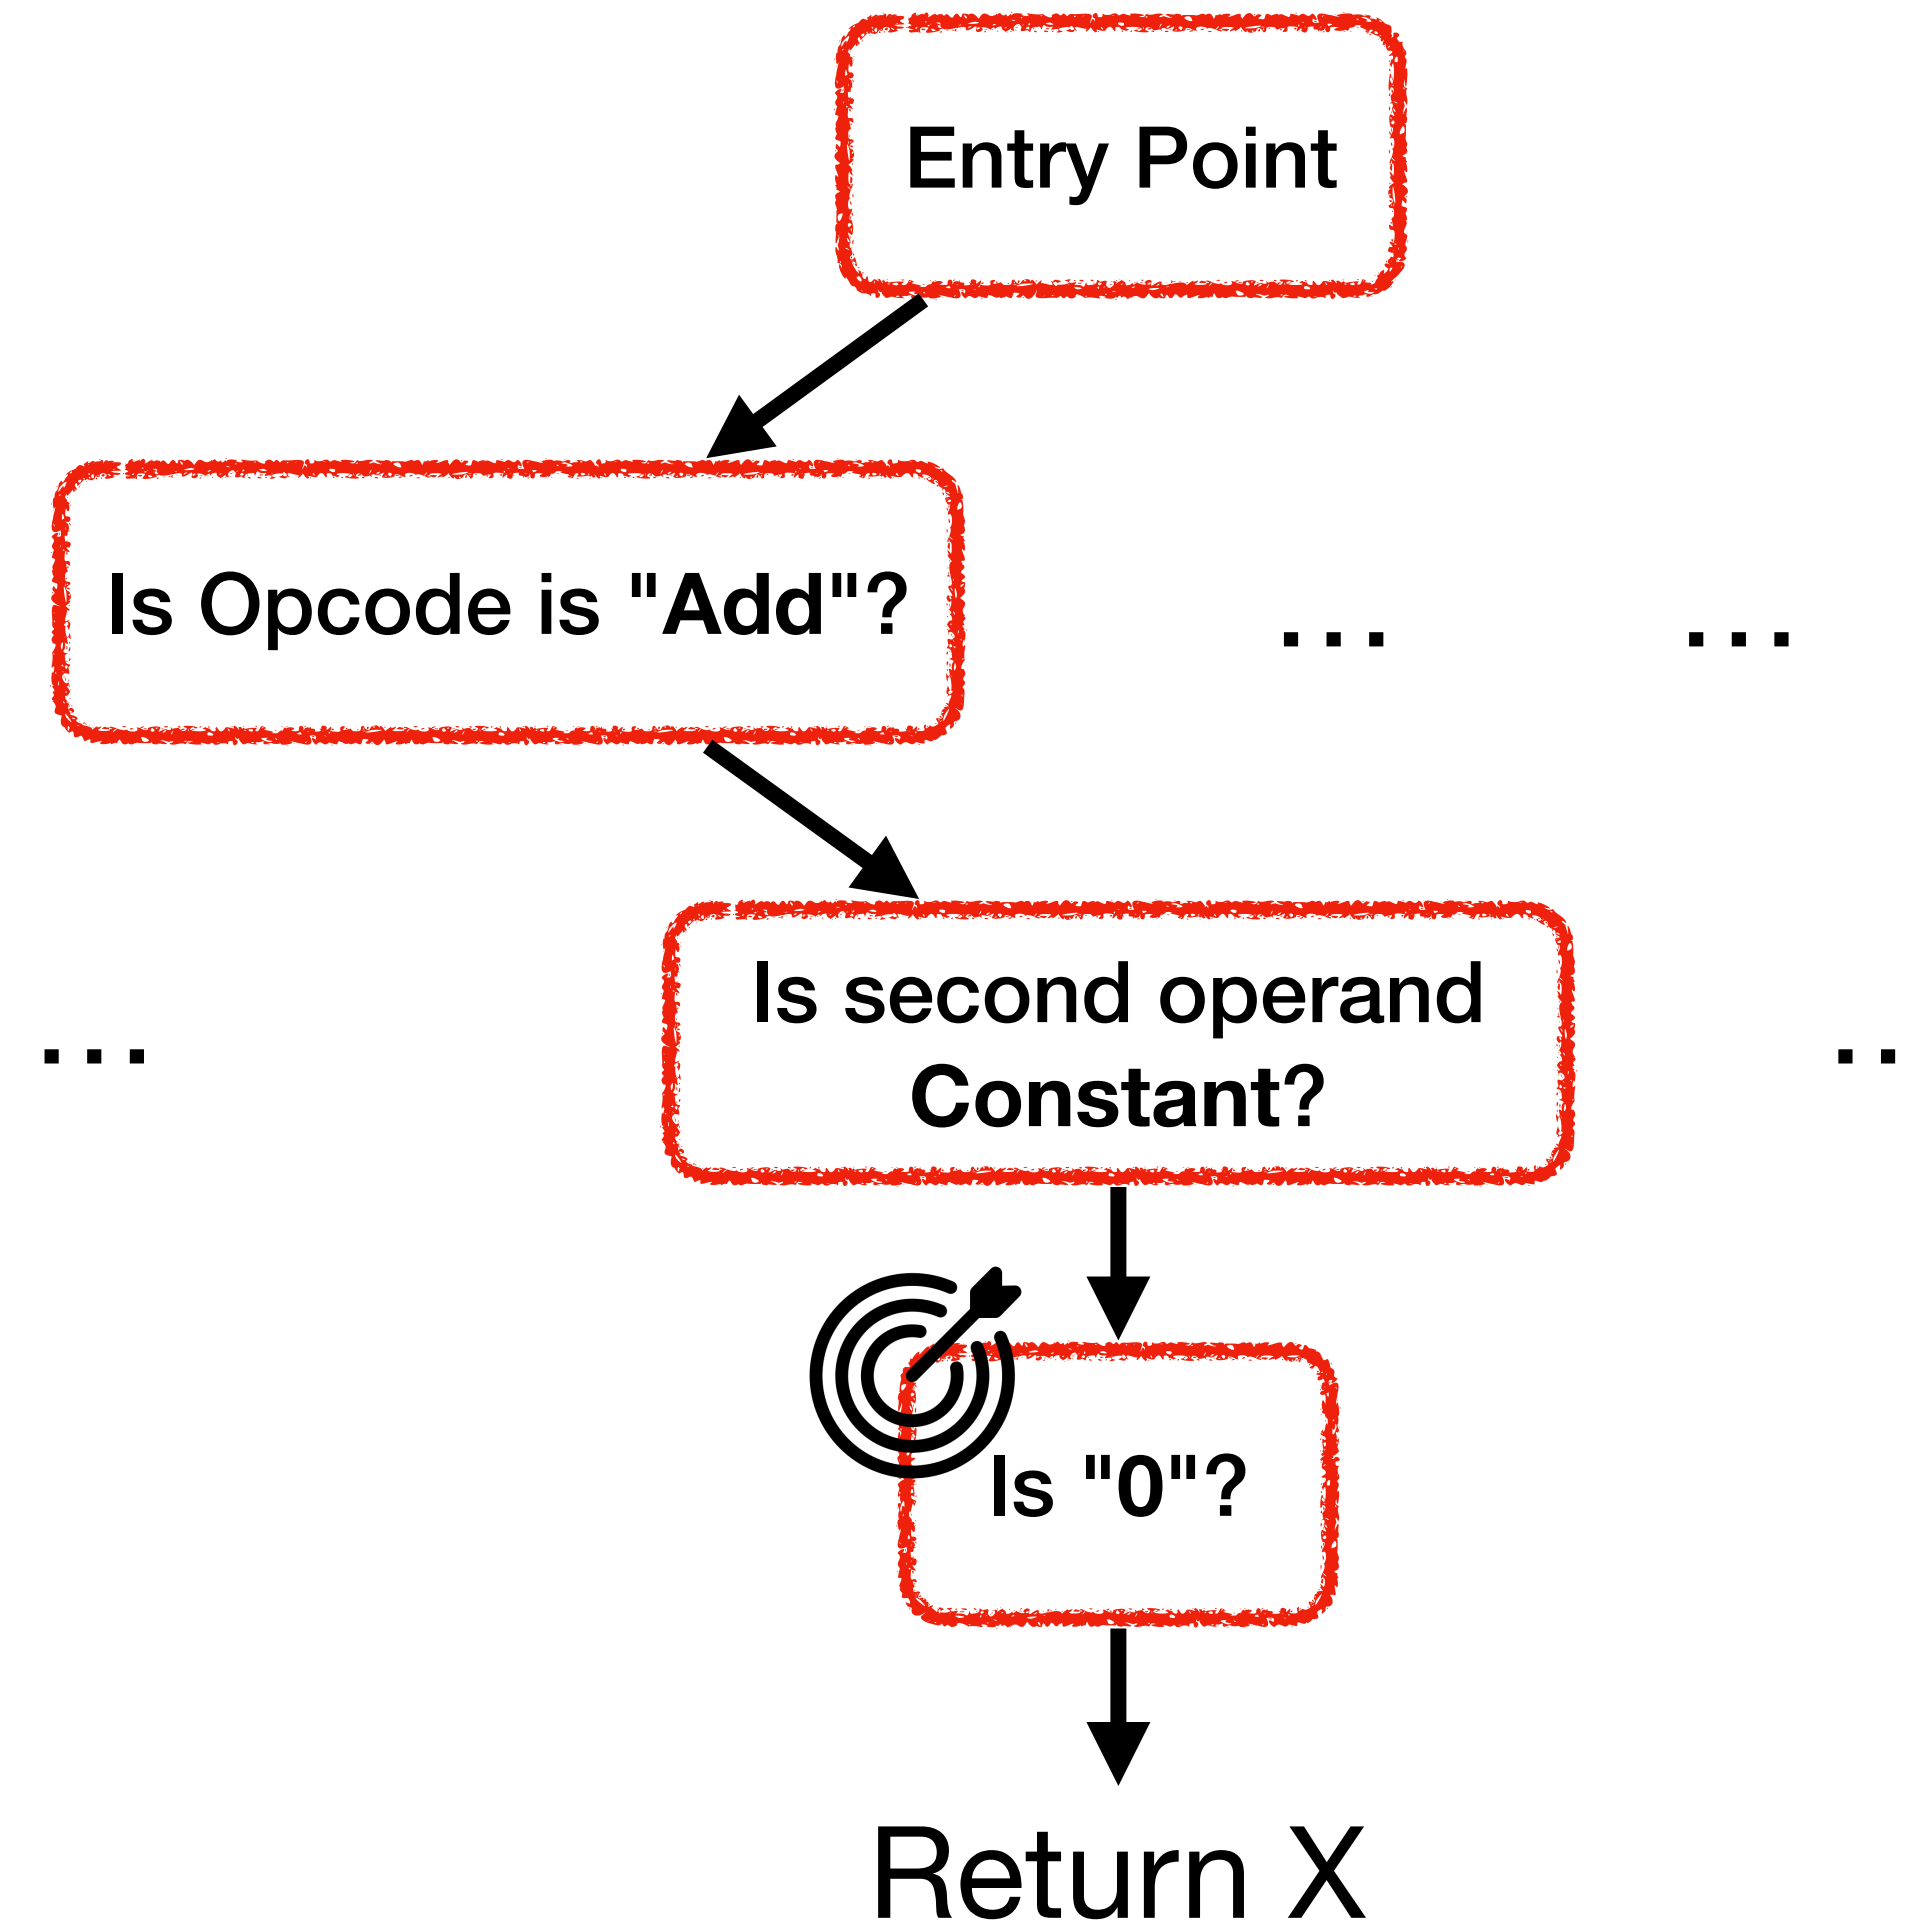 Entry Point
Is Opcode is "Add"?
... ...
Is second operand
Constant?
... ..
Is "0"?
Return X